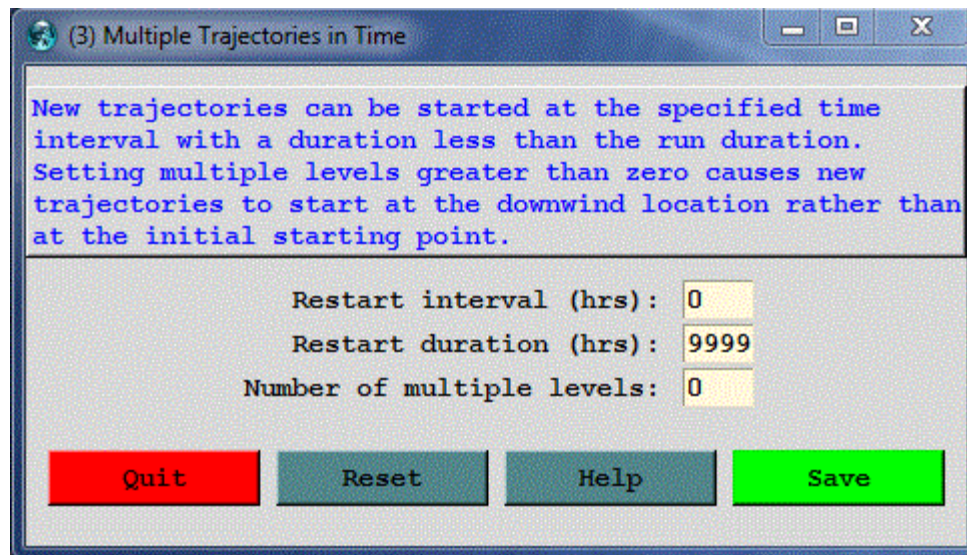 (3) Multiple Trajectories in Time
New trajectories can be started at the specified time
interval with a duration less than the run duration.
Setting multiple levels greater than zero causes new
trajectories to start at the downwind location rather than
at the initial starting point.
Restart interval (hrs): 0
Restart duration (hrs): 9999
Number of multiple levels: 0
Quit Reset Help Save